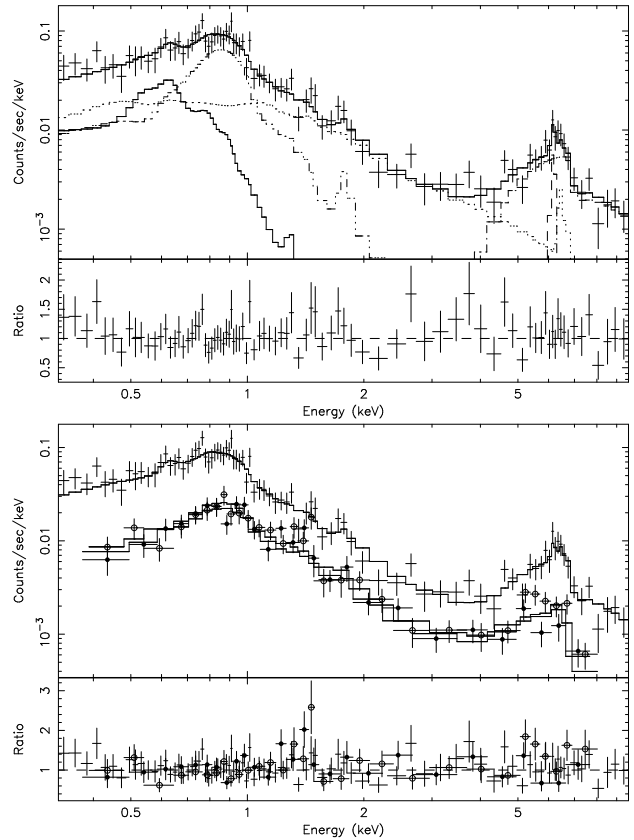 0.1
0.01
10⁻³
Counts/sec/keV
2
1.5
1
0.5
Ratio
0.5 1 2 5
Energy (keV)
0.1
0.01
10⁻³
Counts/sec/keV
3
2
1
Ratio
0.5 1 2 5
Energy (keV)